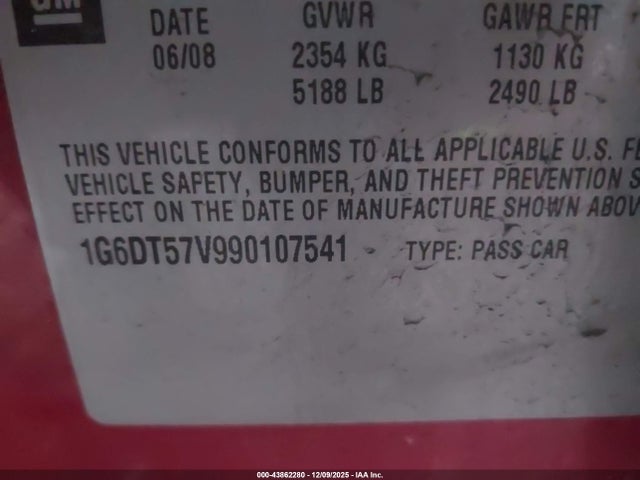 GM
DATE GVWR GAWR FRT
06/08 2354 KG 1130 KG
5188 LB 2490 LB
THIS VEHICLE CONFORMS TO ALL APPLICABLE U.S. FE
VEHICLE SAFETY, BUMPER, AND THEFT PREVENTION S
EFFECT ON THE DATE OF MANUFACTURE SHOWN ABOV
1G6DT57V990107541 TYPE: PASS CAR
000-43862280 - 12/09/2025 - IAA Inc.